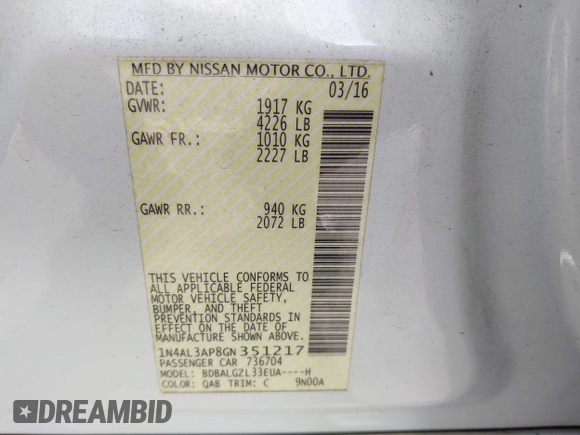 MFD BY NISSAN MOTOR CO., LTD.
DATE: 03/16
GVWR: 1917 KG
4226 LB
GAWR FR.: 1010 KG
2227 LB
GAWR RR.: 940 KG
2072 LB
THIS VEHICLE CONFORMS TO
ALL APPLICABLE FEDERAL
MOTOR VEHICLE SAFETY,
BUMPER, AND THEFT
PREVENTION STANDARDS IN
EFFECT ON THE DATE OF
MANUFACTURE SHOWN ABOVE.
1N4AL3AP8GN351217
PASSENGER CAR 736704
MODEL: BDBALGZL33EUA----H
COLOR: QAB TRIM: C 9N00A
DREAMBID